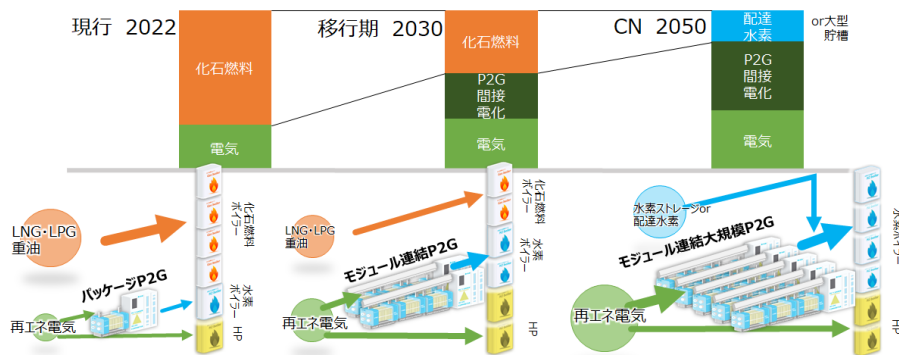 現行 2022
化石燃料
電気
移行期 2030
化石燃料
P2G
間接
電化
電気
CN 2050
配達
水素
P2G
間接
電化
電気
or大型
貯槽
LNG・LPG
重油
化石燃料
ボイラー
パッケージP2G
水素
ボイラー
再エネ電気
HP
LNG・LPG
重油
化石燃料
ボイラー
モジュール連結P2G
水素
ボイラー
再エネ電気
HP
水素ストレージor
配達水素
モジュール連結大規模P2G
水素ボイラー
再エネ電気